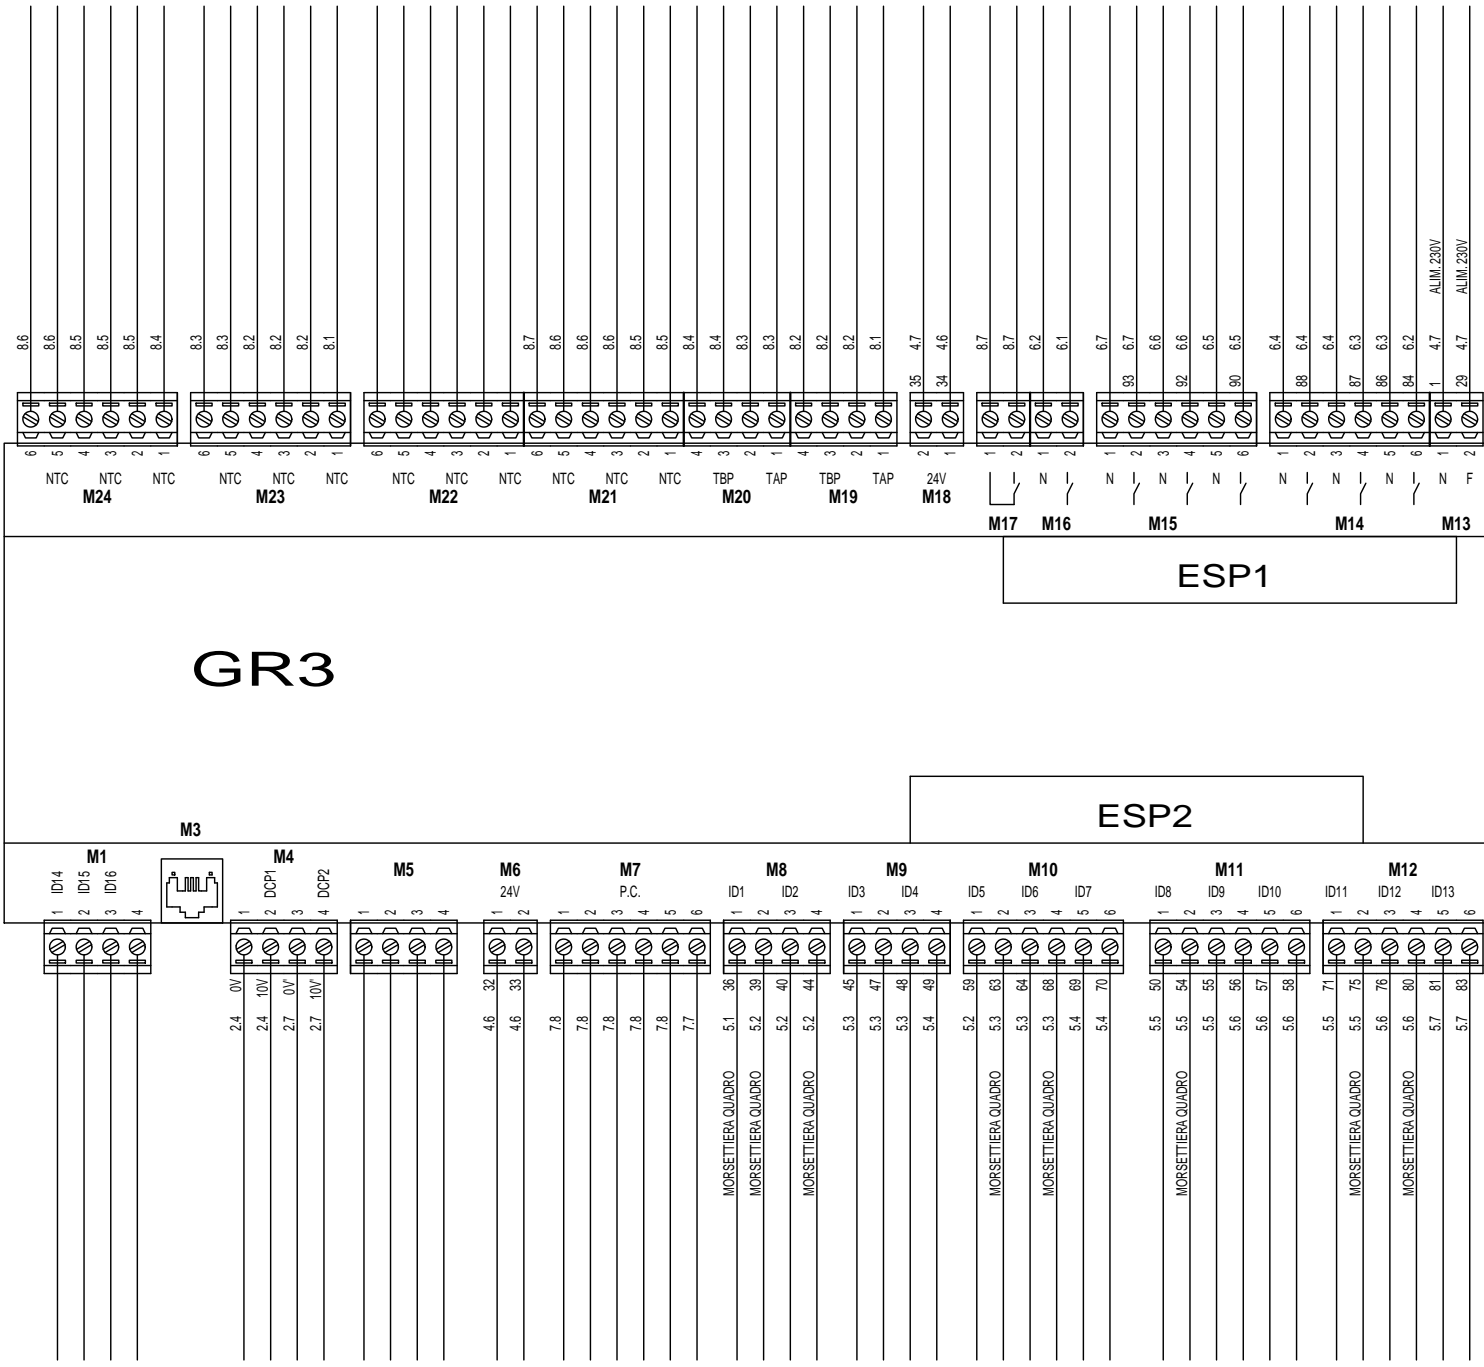 ALIM. 230V ALIM. 230V
8.6 8.6 8.5 8.5 8.5 8.4 8.3 8.3 8.2 8.2 8.2 8.1 8.7 8.6 8.6 8.6 8.5 8.5 8.4 8.4 8.3 8.3 8.2 8.2 8.2 8.1 4.7 4.6 8.7 8.7 6.2 6.1 6.7 6.7 6.6 6.6 6.5 6.5 6.4 6.4 6.4 6.3 6.3 6.2 4.7 4.7
35 34 93 92 90 88 87 86 84 1 29
6 5 4 3 2 1 6 5 4 3 2 1 6 5 4 3 2 1 6 5 4 3 2 1 4 3 2 1 4 3 2 1 2 1 1 2 1 2 1 2 3 4 5 6 1 2 3 4 5 6 1 2
NTC NTC NTC NTC NTC NTC NTC NTC NTC NTC NTC NTC TBP TAP TBP TAP 24V N N N N N N N N F
M24 M23 M22 M21 M20 M19 M18
M17 M16 M15 M14 M13
ESP1
GR3
ESP2
M3
M1 M4 M5 M6 M7 M8 M9 M10 M11 M12
ID14 ID15 ID16 DCP1 DCP2 24V P.C. ID1 ID2 ID3 ID4 ID5 ID6 ID7 ID8 ID9 ID10 ID11 ID12 ID13
1 2 3 4 1 2 3 4 1 2 3 4 1 2 1 2 3 4 5 6 1 2 3 4 1 2 3 4 1 2 3 4 5 6 1 2 3 4 5 6 1 2 3 4 5 6
0V 10V 0V' 10V' 32 33 36 39 40 44 45 47 48 49 59 63 64 68 69 70 50 54 55 56 57 58 71 75 76 80 81 83
2.4 2.4 2.7 2.7 4.6 4.6 7.8 7.8 7.8 7.8 7.8 7.7 5.1 5.2 5.2 5.2 5.3 5.3 5.3 5.4 5.2 5.3 5.3 5.3 5.4 5.4 5.5 5.5 5.5 5.6 5.6 5.6 5.5 5.5 5.6 5.6 5.7 5.7
MORSETTIERA QUADRO MORSETTIERA QUADRO MORSETTIERA QUADRO MORSETTIERA QUADRO MORSETTIERA QUADRO MORSETTIERA QUADRO MORSETTIERA QUADRO MORSETTIERA QUADRO